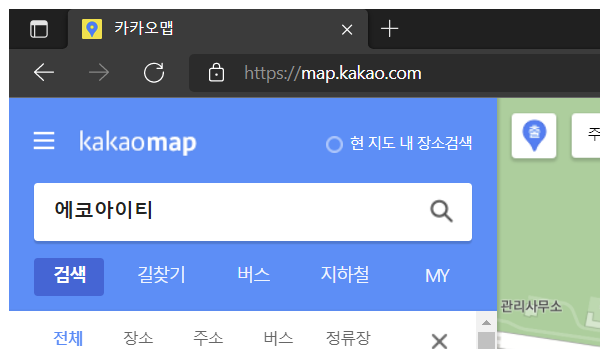 카카오맵
https://map.kakao.com
kakaomap
현 지도 내 장소검색
출
주
에코아이티
검색 길찾기 버스 지하철 MY
관리사무소
전체 장소 주소 버스 정류장